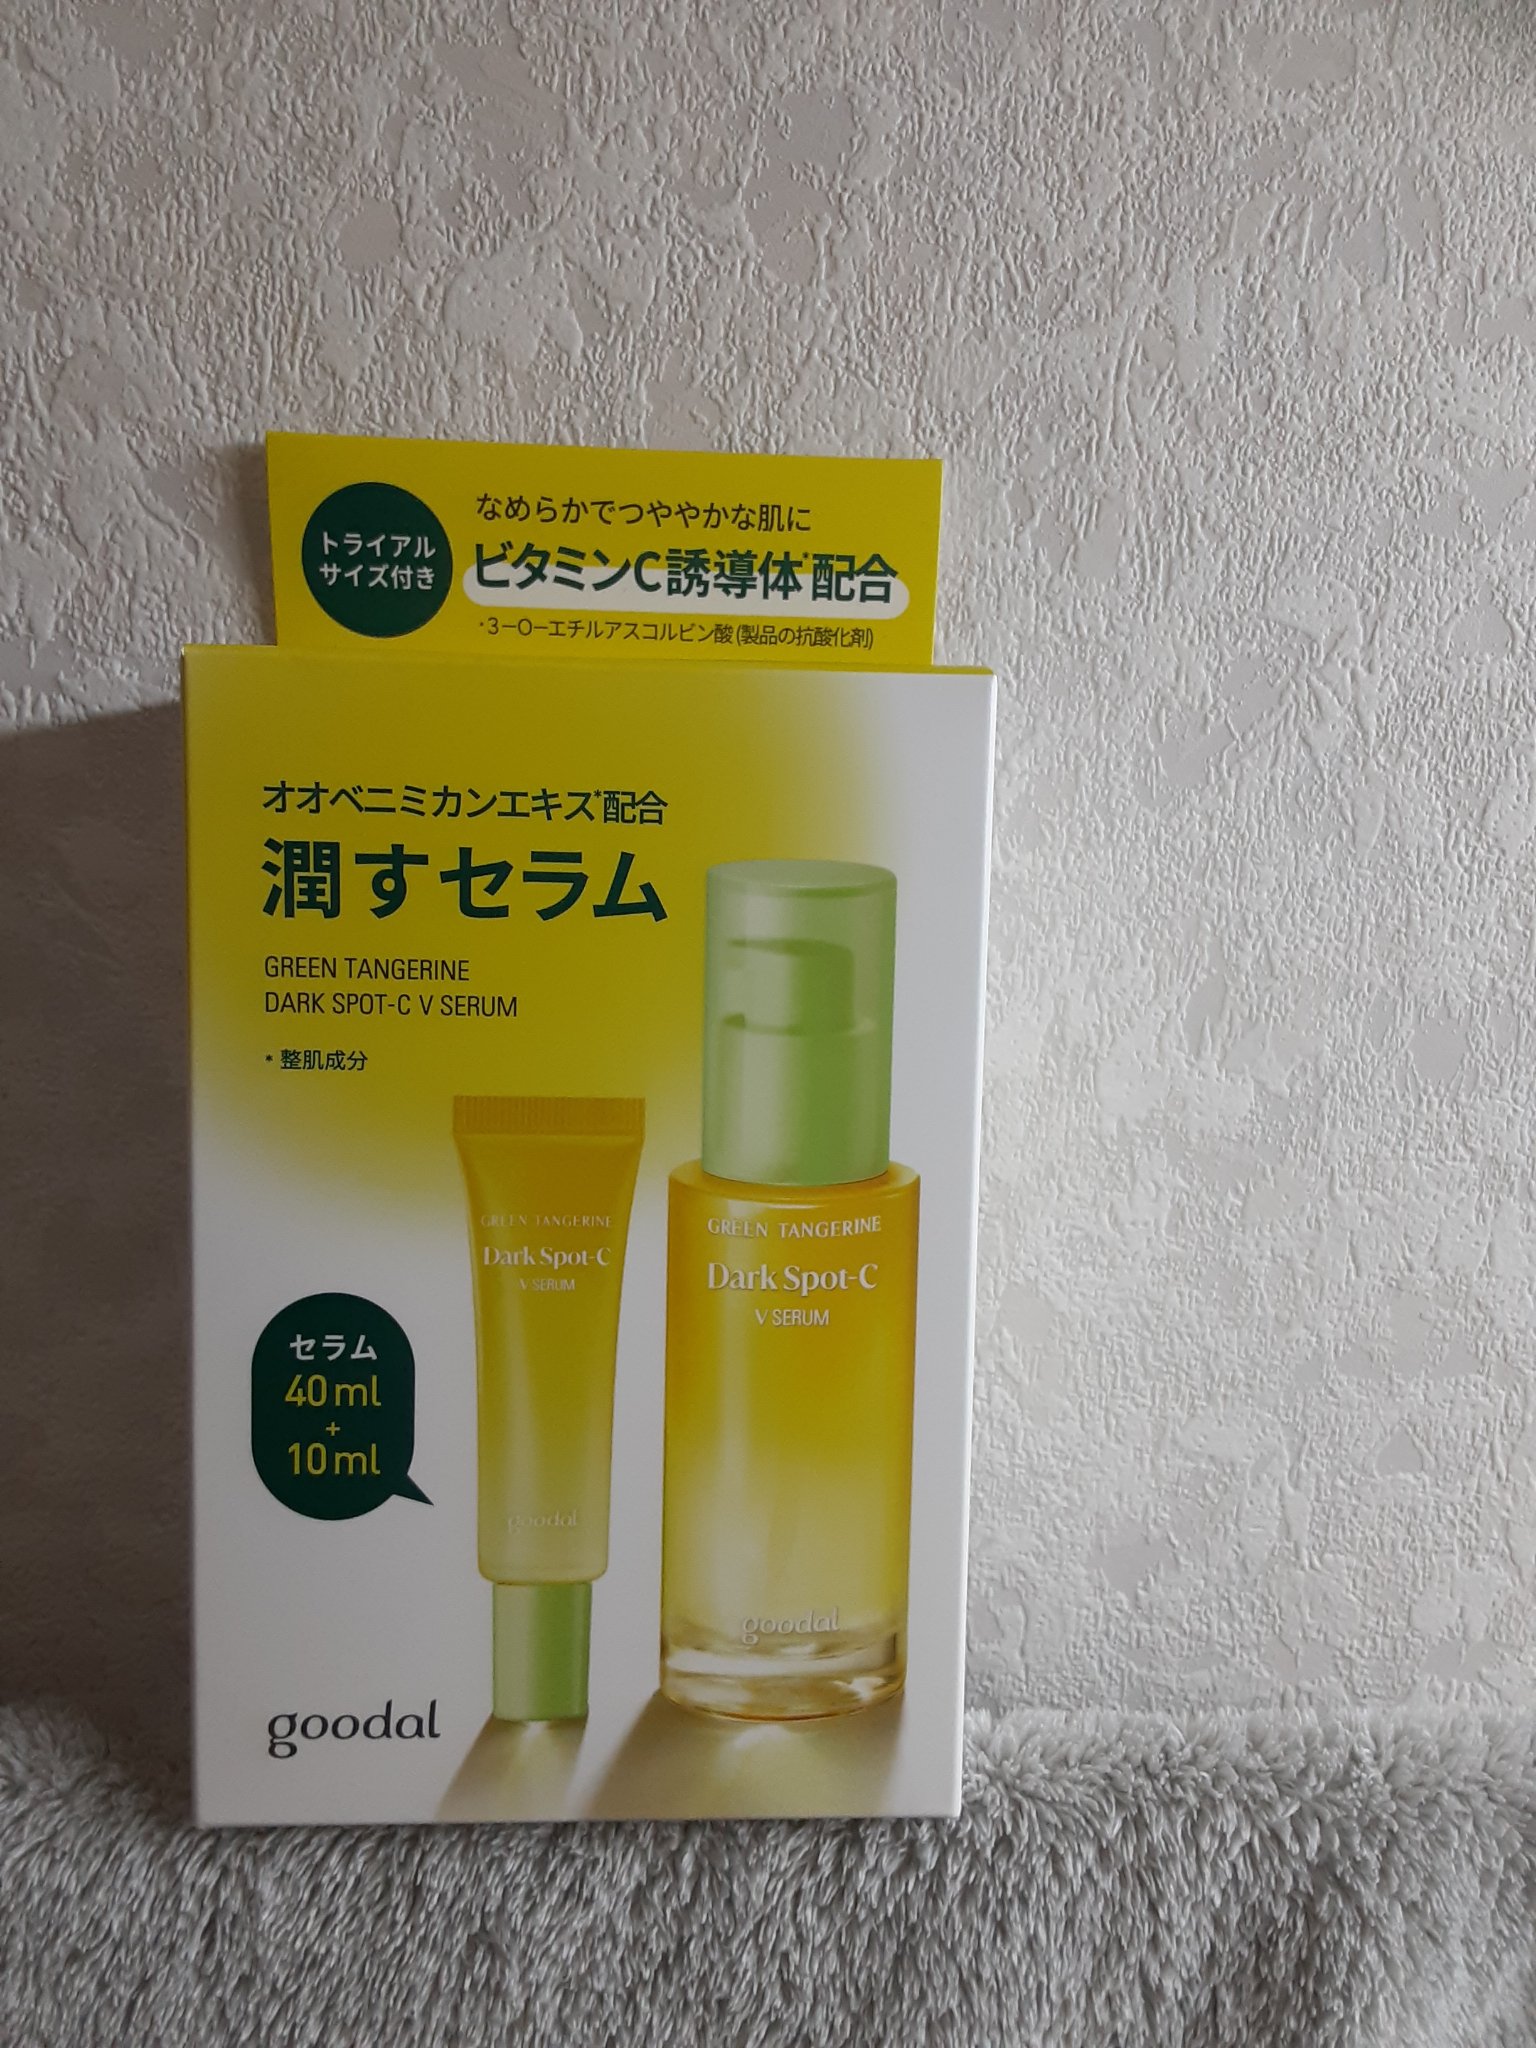 トライアル
サイズ付き
なめらかでつややかな肌に
ビタミンC誘導体*配合
*3-O-エチルアスコルビン酸(製品の抗酸化剤)
オオベニミカンエキス*配合
潤すセラム
GREEN TANGERINE
DARK SPOT-C V SERUM
* 整肌成分
GREEN TANGERINE
Dark Spot-C
V SERUM
goodal
GREEN TANGERINE
Dark Spot-C
V SERUM
goodal
セラム
40ml
+
10ml
goodal